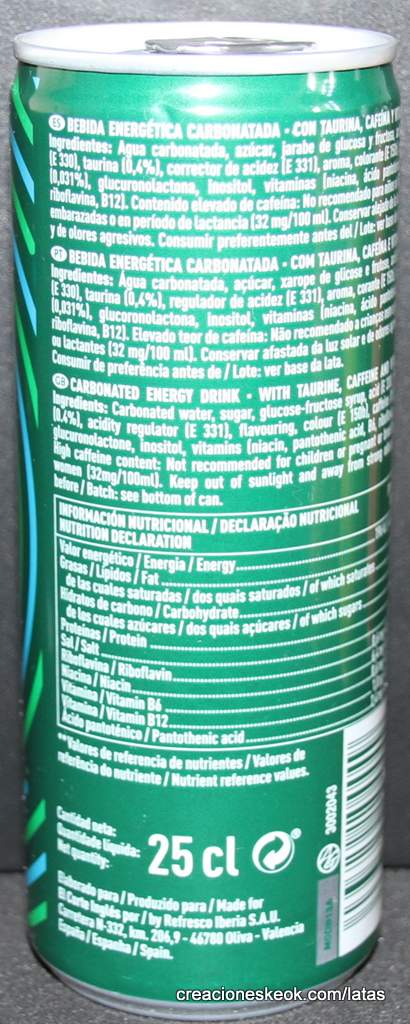 ES BEBIDA ENERGÉTICA CARBONATADA · CON TAURINA, CAFEÍNA Y
Ingredientes: Agua carbonatada, azúcar, jarabe de glucosa y fructosa,
(E 330), taurina (0,4%), corrector de acidez (E 331), aroma, colorante (E 150
(0,031%), glucuronolactona, inositol, vitaminas (niacina, ácido
riboflavina, B12). Contenido elevado de cafeína: No recomendado para
embarazadas o en período de lactancia (32 mg/100 ml). Conservar
y de olores agresivos. Consumir preferentemente antes del / Lote: ver
PT BEBIDA ENERGÉTICA CARBONATADA · COM TAURINA, CAFEÍNA E
Ingredientes: Água carbonatada, açúcar, xarope de glicose e frutose,
(E 330), taurina (0,4%), regulador de acidez (E 331), aroma, corante (E 150
(0,031%), glucuronolactona, inositol, vitaminas (niacina, ácido
riboflavina, B12). Elevado teor de cafeína: Não recomendado a crianças
ou lactantes (32 mg/100 ml). Conservar afastada da luz solar e de
Consumir de preferência antes de / Lote: ver base da lata.
GB CARBONATED ENERGY DRINK · WITH TAURINE, CAFFEINE AND
Ingredients: Carbonated water, sugar, glucose-fructose syrup, acid (E 330),
(0.4%), acidity regulator (E 331), flavouring, colour (E 150d),
glucuronolactone, inositol, vitamins (niacin, pantothenic acid, B6,
High caffeine content: Not recommended for children or pregnant or
women (32mg/100ml). Keep out of sunlight and away from strong
before / Batch: see bottom of can.
INFORMACIÓN NUTRICIONAL / DECLARAÇÃO NUTRICIONAL
NUTRITION DECLARATION
Valor energético / Energia / Energy
Grasas / Lípidos / Fat
de las cuales saturadas / dos quais saturados / of which saturates
Hidratos de carbono / Carbohydrate
de los cuales azúcares / dos quais açúcares / of which sugars
Proteínas / Protein
Sal / Salt
Riboflavina / Riboflavin
Niacina / Niacin
Vitamina / Vitamin B6
Vitamina / Vitamin B12
Ácido pantoténico / Pantothenic acid
**Valores de referencia de nutrientes / Valores de
referência do nutriente / Nutrient reference values.
Cantidad neta:
Quantidade líquida:
Net quantity:
25 cl
3002043
Elaborado para / Produzido para / Made for
El Corte Inglés por / by Refresco Iberia S.A.U.
Carretera N-332, km. 206,9 - 46780 Oliva - Valencia
España / Espanha / Spain.
creacioneskeok.com/latas